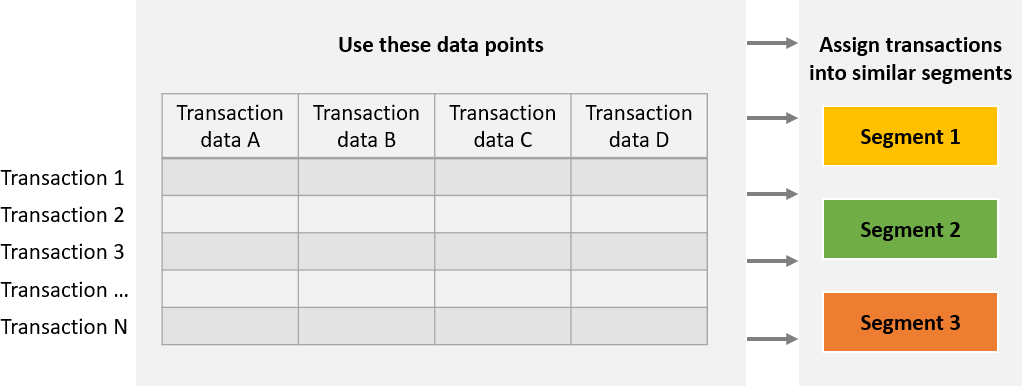 Use these data points
Assign transactions
into similar segments
Transaction
data A
Transaction
data B
Transaction
data C
Transaction
data D
Transaction 1
Transaction 2
Transaction 3
Transaction ...
Transaction N
Segment 1
Segment 2
Segment 3